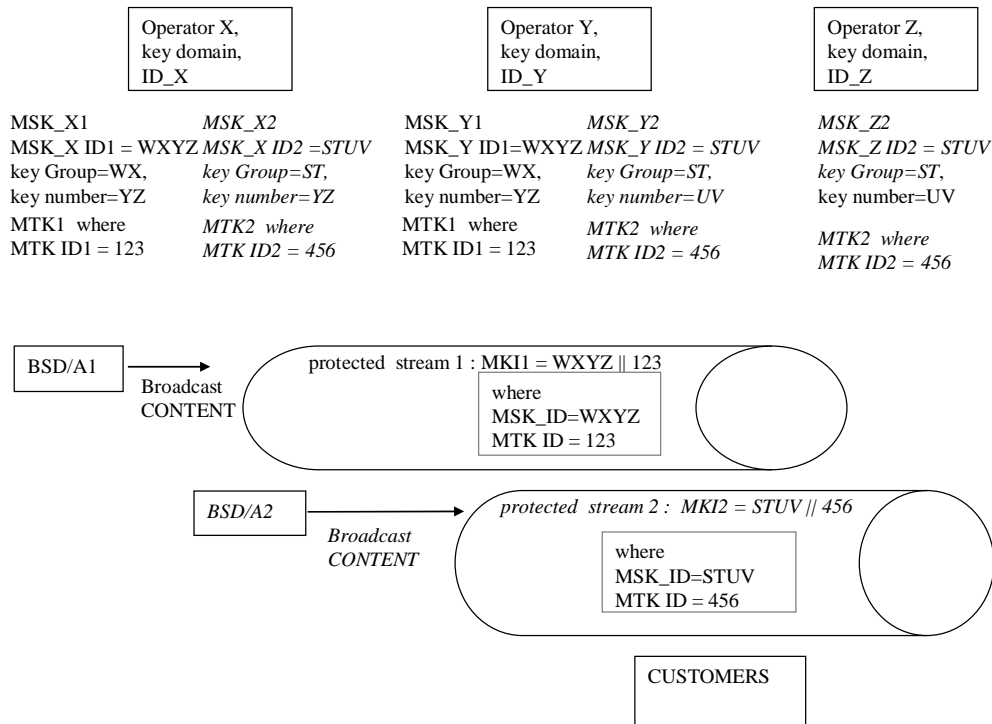 Operator X,
key domain,
ID_X
Operator Y,
key domain,
ID_Y
Operator Z,
key domain,
ID_Z
MSK_X1
MSK_X ID1 = WXYZ
key Group=WX,
key number=YZ
MTK1 where
MTK ID1 = 123
MSK_X2
MSK_X ID2 =STUV
key Group=ST,
key number=YZ
MTK2 where
MTK ID2 = 456
MSK_Y1
MSK_Y ID1=WXYZ
key Group=WX,
key number=YZ
MTK1 where
MTK ID1 = 123
MSK_Y2
MSK_Y ID2 = STUV
key Group=ST,
key number=UV
MTK2 where
MTK ID2 = 456
MSK_Z2
MSK_Z ID2 = STUV
key Group=ST,
key number=UV
MTK2 where
MTK ID2 = 456
BSD/A1
Broadcast
CONTENT
protected stream 1 : MKI1 = WXYZ || 123
where
MSK_ID=WXYZ
MTK ID = 123
BSD/A2
Broadcast
CONTENT
protected stream 2 : MKI2 = STUV || 456
where
MSK_ID=STUV
MTK ID = 456
CUSTOMERS